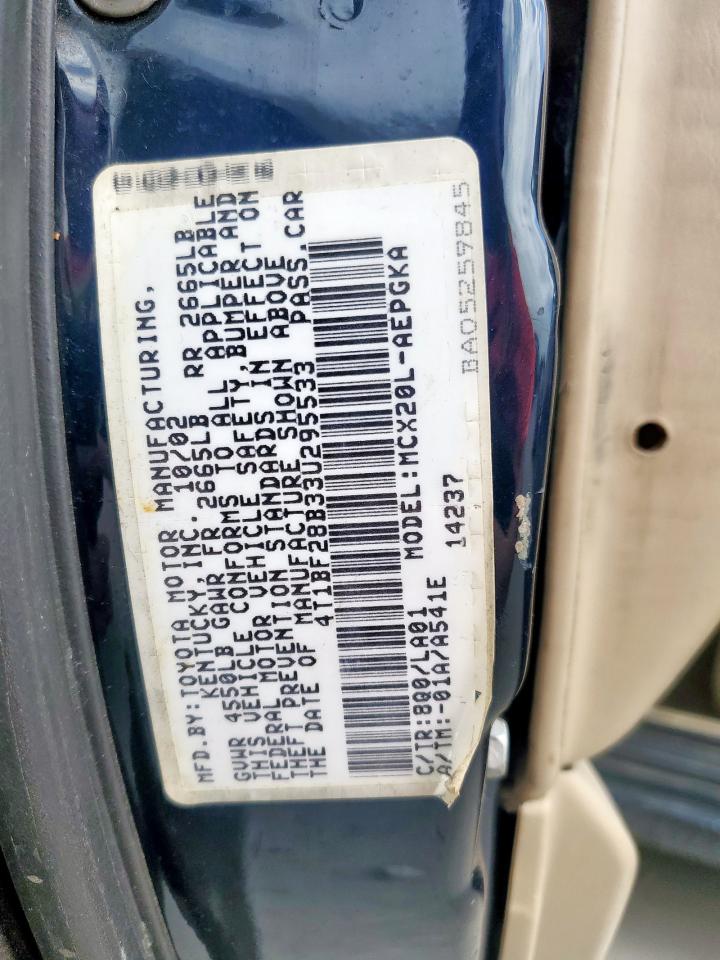 MFD.BY:TOYOTA MOTOR MANUFACTURING,
KENTUCKY,INC. 10/02
GVWR 4550LB GAWR FR 2665LB RR 2665LB
THIS VEHICLE CONFORMS TO ALL APPLICABLE
FEDERAL MOTOR VEHICLE SAFETY,BUMPER AND
THEFT PREVENTION STANDARDS IN EFFECT ON
THE DATE OF MANUFACTURE SHOWN ABOVE
4T1BF28B33U295533 PASS.CAR
C/TR:8Q0/LA01 MODEL:MCX20L-AEPGKA
A/TM:-01A/A541E 14237
BA05257845